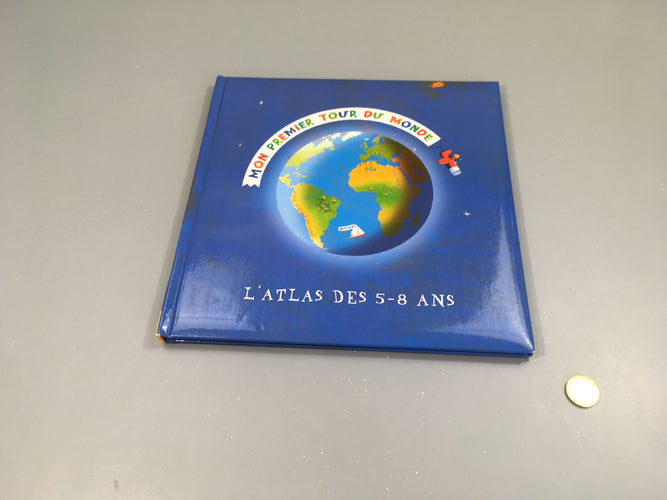 MON PREMIER TOUR DU MONDE
L'ATLAS DES 5-8 ANS